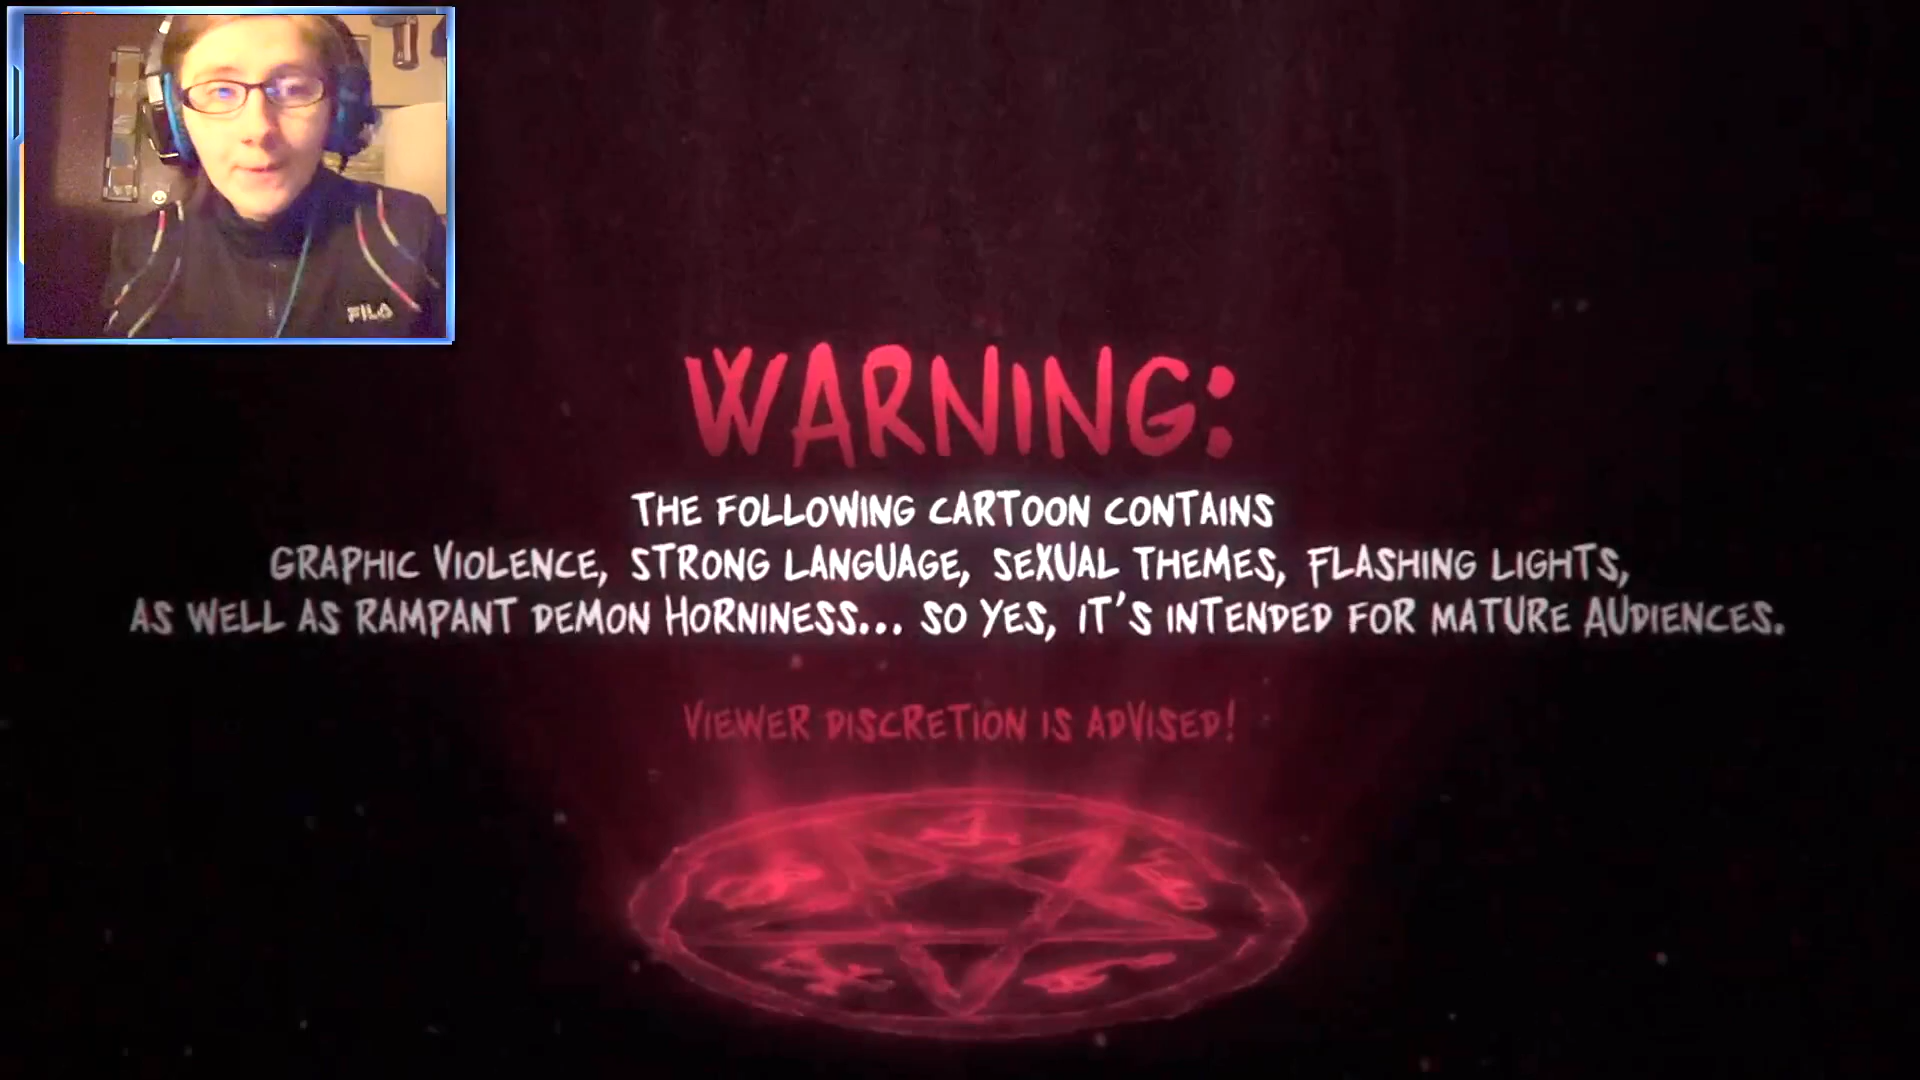 FILA
WARNING:
THE FOLLOWING CARTOON CONTAINS
GRAPHIC VIOLENCE, STRONG LANGUAGE, SEXUAL THEMES, FLASHING LIGHTS,
AS WELL AS RAMPANT DEMON HORNINESS... SO YES, IT'S INTENDED FOR MATURE AUDIENCES.
VIEWER DISCRETION IS ADVISED!